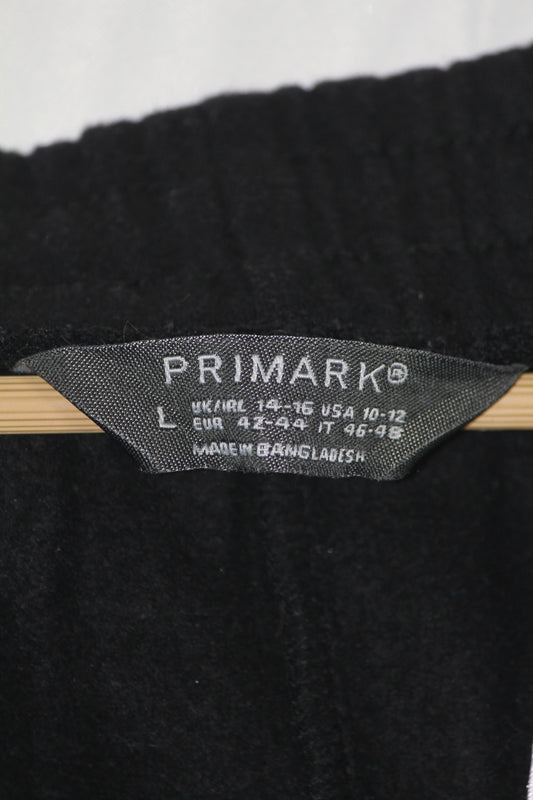 PRIMARK®
L UK/IRL 14-16 USA 10-12
EUR 42-44 IT 46-48
MADE IN BANGLADESH